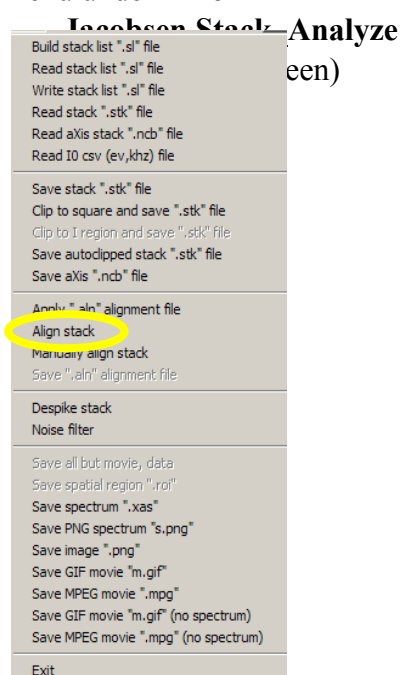 Jacobsen Stack_Analyze
een)
Build stack list ".sl" file
Read stack list ".sl" file
Write stack list ".sl" file
Read stack ".stk" file
Read aXis stack ".ncb" file
Read I0 csv (ev,khz) file
Save stack ".stk" file
Clip to square and save ".stk" file
Clip to I region and save ".stk" file
Save autoclipped stack ".stk" file
Save aXis ".ncb" file
Apply ".aln" alignment file
Align stack
Manually align stack
Save ".aln" alignment file
Despike stack
Noise filter
Save all but movie, data
Save spatial region ".roi"
Save spectrum ".xas"
Save PNG spectrum "s.png"
Save image ".png"
Save GIF movie "m.gif"
Save MPEG movie ".mpg"
Save GIF movie "m.gif" (no spectrum)
Save MPEG movie ".mpg" (no spectrum)
Exit